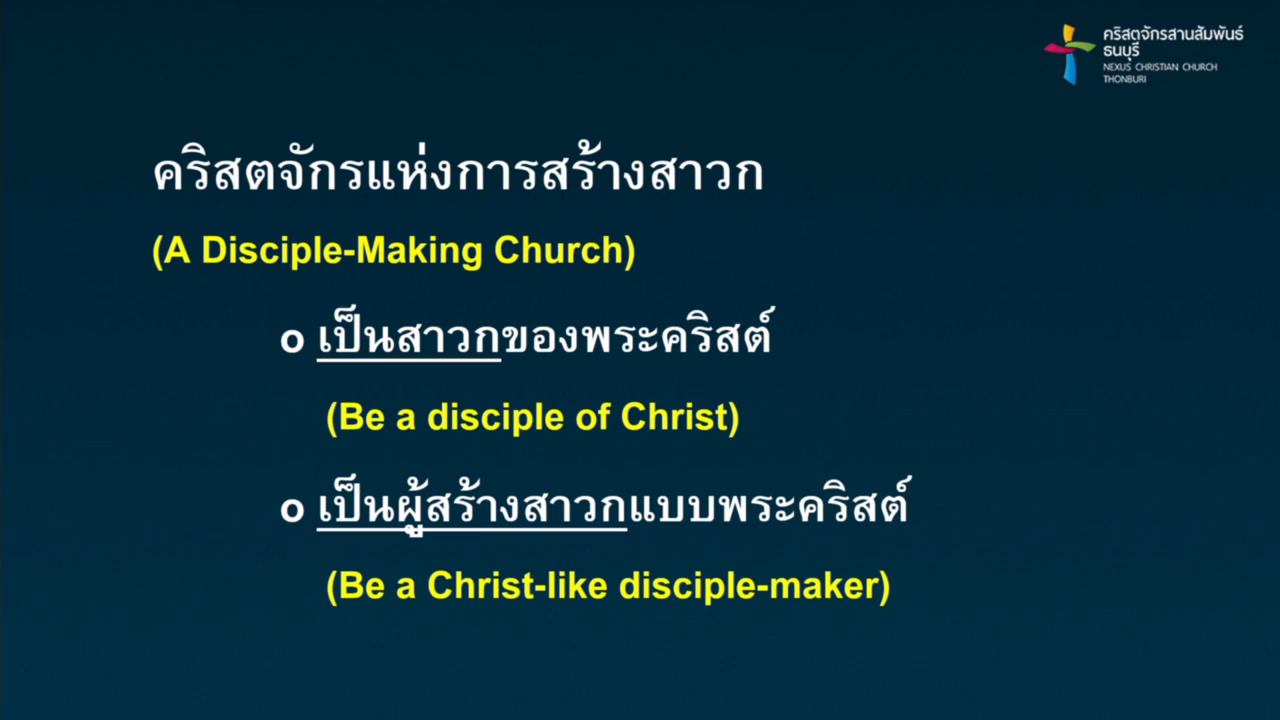 คริสตจักรสานสัมพันธ์
ธนบุรี
NEXUS CHRISTIAN CHURCH
THONBURI
คริสตจักรแห่งการสร้างสาวก
(A Disciple-Making Church)
o เป็นสาวกของพระคริสต์
(Be a disciple of Christ)
o เป็นผู้สร้างสาวกแบบพระคริสต์
(Be a Christ-like disciple-maker)